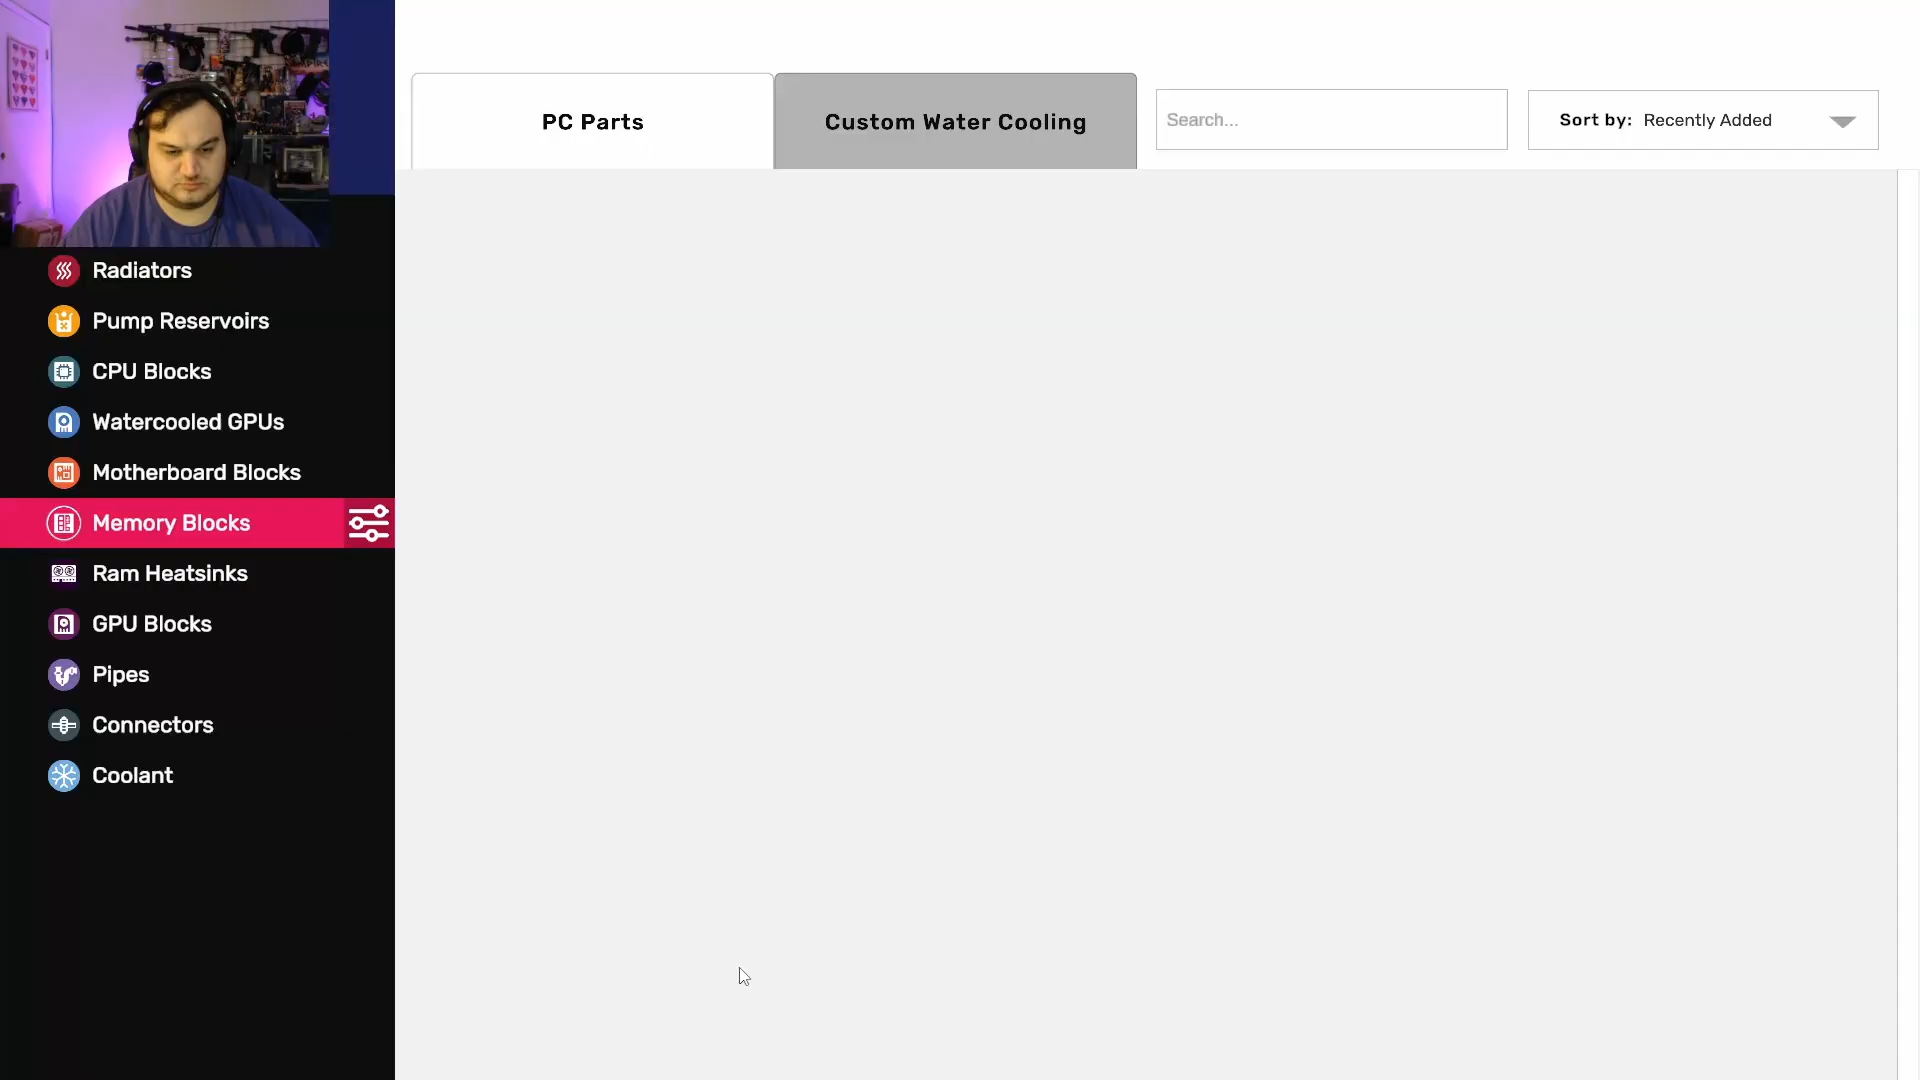 PC Parts
Custom Water Cooling
Search...
Sort by: Recently Added
Radiators
Pump Reservoirs
CPU Blocks
Watercooled GPUs
Motherboard Blocks
Memory Blocks
Ram Heatsinks
GPU Blocks
Pipes
Connectors
Coolant